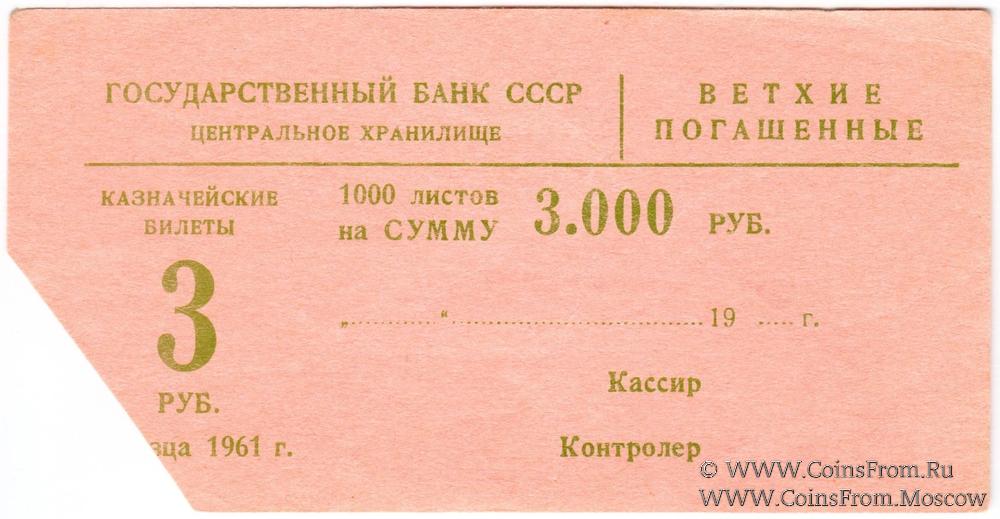 ГОСУДАРСТВЕННЫЙ БАНК СССР
ЦЕНТРАЛЬНОЕ ХРАНИЛИЩЕ
ВЕТХИЕ
ПОГАШЕННЫЕ
КАЗНАЧЕЙСКИЕ
БИЛЕТЫ
1000 листов
на СУММУ
3.000 РУБ.
3
РУБ.
„..........“.............................. 19 ..... г.
Кассир
зца 1961 г.
Контролер
© WWW.CoinsFrom.Ru
WWW.CoinsFrom.Moscow